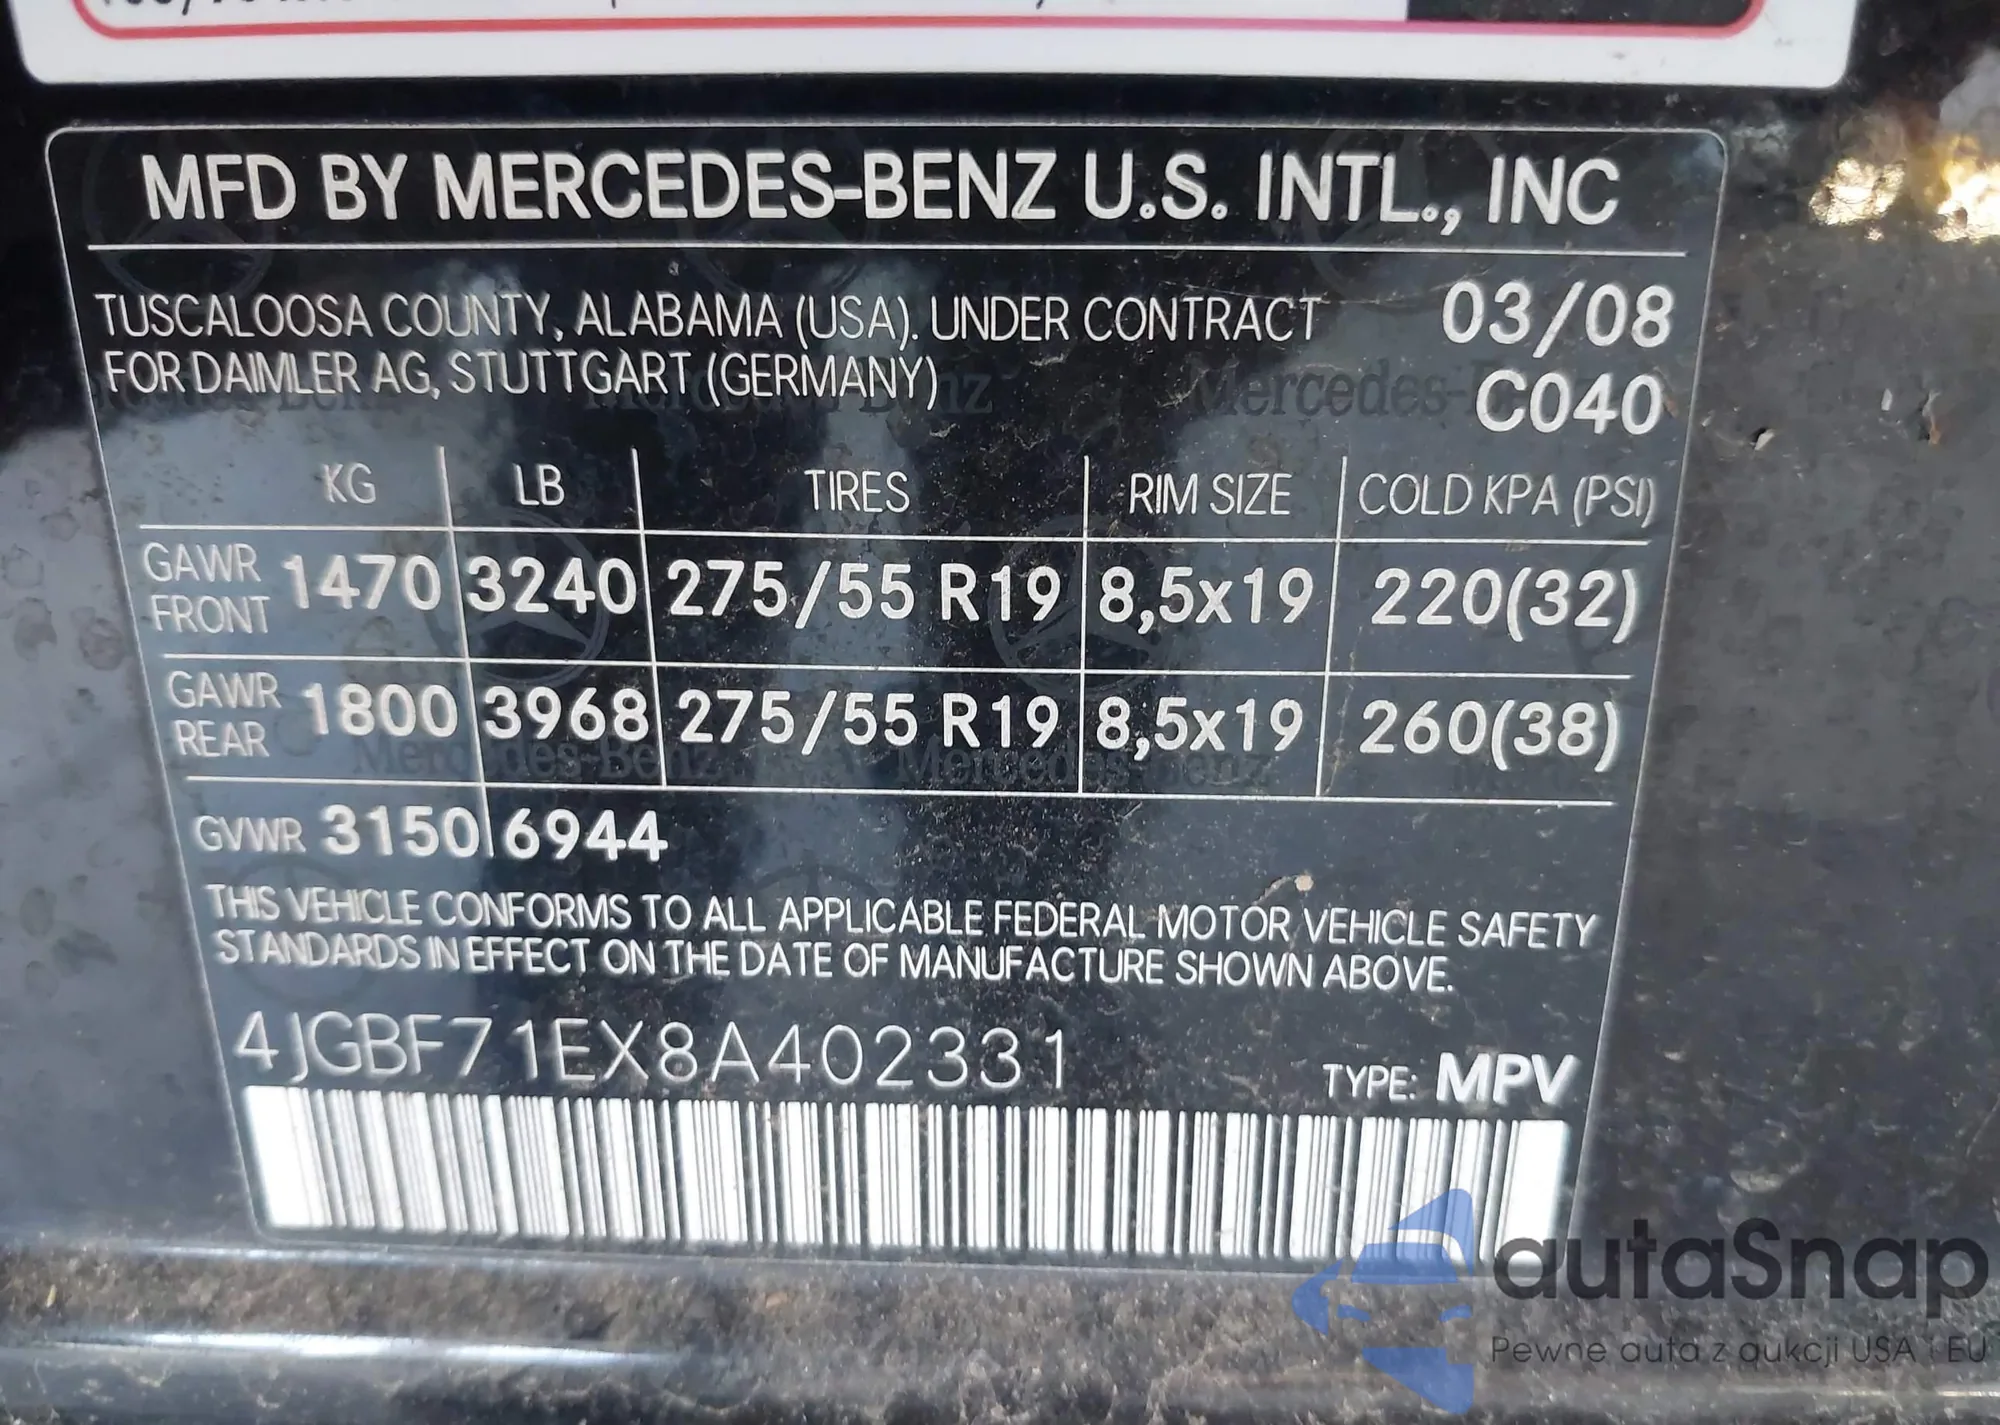 MFD BY MERCEDES-BENZ U.S. INTL., INC
TUSCALOOSA COUNTY, ALABAMA (USA). UNDER CONTRACT
FOR DAIMLER AG, STUTTGART (GERMANY)
03/08
C040
KG LB TIRES RIM SIZE COLD KPA (PSI)
GAWR FRONT 1470 3240 275/55 R19 8,5x19 220(32)
GAWR REAR 1800 3968 275/55 R19 8,5x19 260(38)
GVWR 3150 6944
THIS VEHICLE CONFORMS TO ALL APPLICABLE FEDERAL MOTOR VEHICLE SAFETY
STANDARDS IN EFFECT ON THE DATE OF MANUFACTURE SHOWN ABOVE.
4JGBF71EX8A402331
TYPE: MPV
autaSnap
Pewne auta z aukcji USA i EU